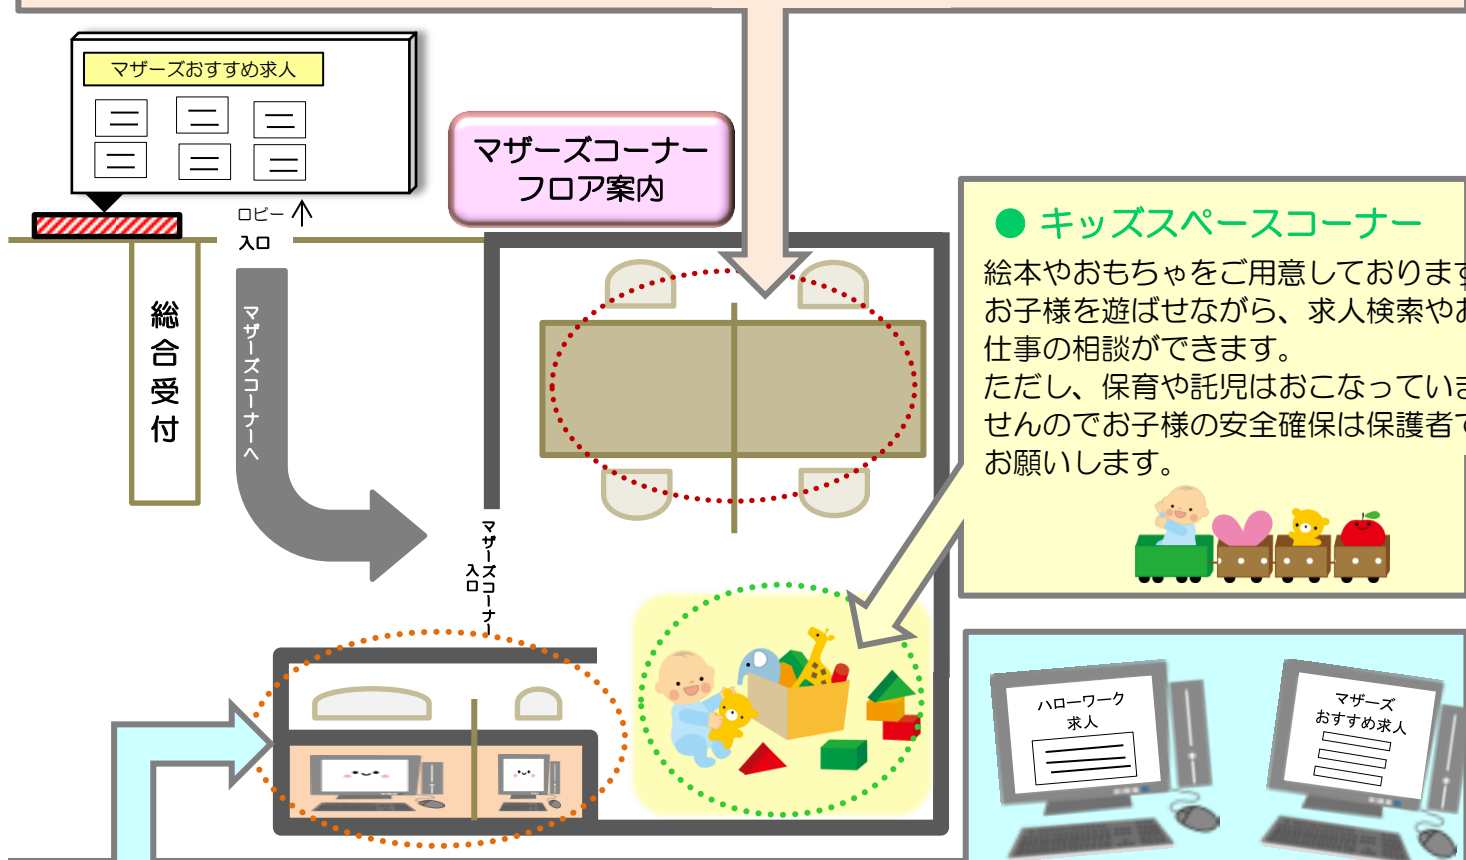 マザーズおすすめ求人
マザーズコーナー
フロア案内
ロビー
入口
総合受付
マザーズコーナーへ
マザーズコーナー
入口
● キッズスペースコーナー
絵本やおもちゃをご用意しております
お子様を遊ばせながら、求人検索やお
仕事の相談ができます。
ただし、保育や託児はおこなっていま
せんのでお子様の安全確保は保護者で
お願いします。
ハローワーク
求人
マザーズ
おすすめ求人